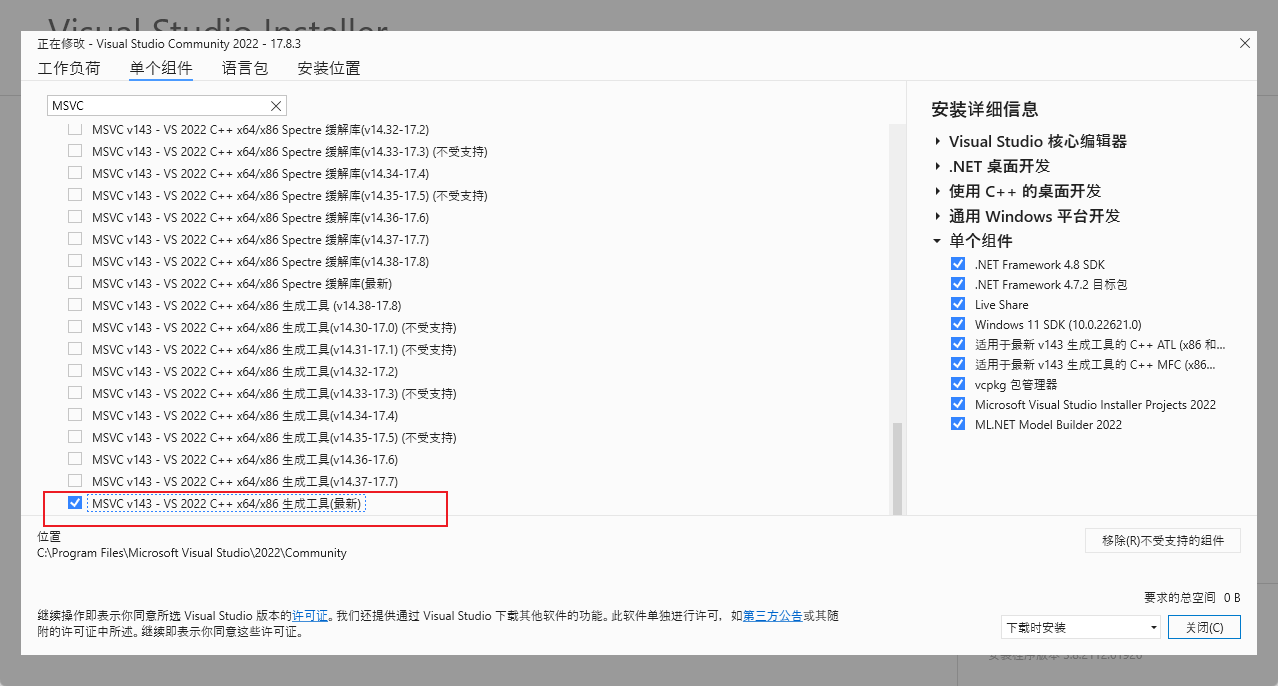 Visual Studio Installer
正在修改 - Visual Studio Community 2022 - 17.8.3
工作负荷 单个组件 语言包 安装位置
MSVC
MSVC v143 - VS 2022 C++ x64/x86 Spectre 缓解库(v14.32-17.2)
MSVC v143 - VS 2022 C++ x64/x86 Spectre 缓解库(v14.33-17.3) (不受支持)
MSVC v143 - VS 2022 C++ x64/x86 Spectre 缓解库(v14.34-17.4)
MSVC v143 - VS 2022 C++ x64/x86 Spectre 缓解库(v14.35-17.5) (不受支持)
MSVC v143 - VS 2022 C++ x64/x86 Spectre 缓解库(v14.36-17.6)
MSVC v143 - VS 2022 C++ x64/x86 Spectre 缓解库(v14.37-17.7)
MSVC v143 - VS 2022 C++ x64/x86 Spectre 缓解库(v14.38-17.8)
MSVC v143 - VS 2022 C++ x64/x86 Spectre 缓解库(最新)
MSVC v143 - VS 2022 C++ x64/x86 生成工具 (v14.38-17.8)
MSVC v143 - VS 2022 C++ x64/x86 生成工具(v14.30-17.0) (不受支持)
MSVC v143 - VS 2022 C++ x64/x86 生成工具(v14.31-17.1) (不受支持)
MSVC v143 - VS 2022 C++ x64/x86 生成工具(v14.32-17.2)
MSVC v143 - VS 2022 C++ x64/x86 生成工具(v14.33-17.3) (不受支持)
MSVC v143 - VS 2022 C++ x64/x86 生成工具(v14.34-17.4)
MSVC v143 - VS 2022 C++ x64/x86 生成工具(v14.35-17.5) (不受支持)
MSVC v143 - VS 2022 C++ x64/x86 生成工具(v14.36-17.6)
MSVC v143 - VS 2022 C++ x64/x86 生成工具(v14.37-17.7)
MSVC v143 - VS 2022 C++ x64/x86 生成工具(最新)
安装详细信息
Visual Studio 核心编辑器
.NET 桌面开发
使用 C++ 的桌面开发
通用 Windows 平台开发
单个组件
.NET Framework 4.8 SDK
.NET Framework 4.7.2 目标包
Live Share
Windows 11 SDK (10.0.22621.0)
适用于最新 v143 生成工具的 C++ ATL (x86 和...
适用于最新 v143 生成工具的 C++ MFC (x86...
vcpkg 包管理器
Microsoft Visual Studio Installer Projects 2022
ML.NET Model Builder 2022
位置
C:\Program Files\Microsoft Visual Studio\2022\Community
移除(R)不受支持的组件
要求的总空间 0 B
继续操作即表示你同意所选 Visual Studio 版本的许可证。我们还提供通过 Visual Studio 下载其他软件的功能。此软件单独进行许可，如第三方公告或其随
附的许可证中所述。继续即表示你同意这些许可证。
下载时安装
关闭(C)